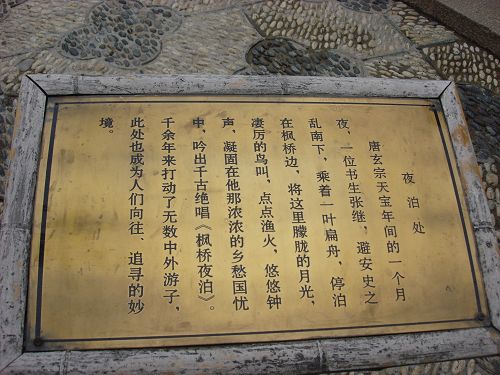 夜泊处
唐玄宗天宝年间的一个月
夜，一位书生张继，避安史之
乱南下，乘着一叶扁舟，停泊
在枫桥边，将这里朦胧的月光，
凄厉的鸟叫，点点渔火，悠悠钟
声，凝固在他那浓浓的乡愁国忧
中，吟出千古绝唱《枫桥夜泊》。
千余年来打动了无数中外游子，
此处也成为人们向往、追寻的妙
境。